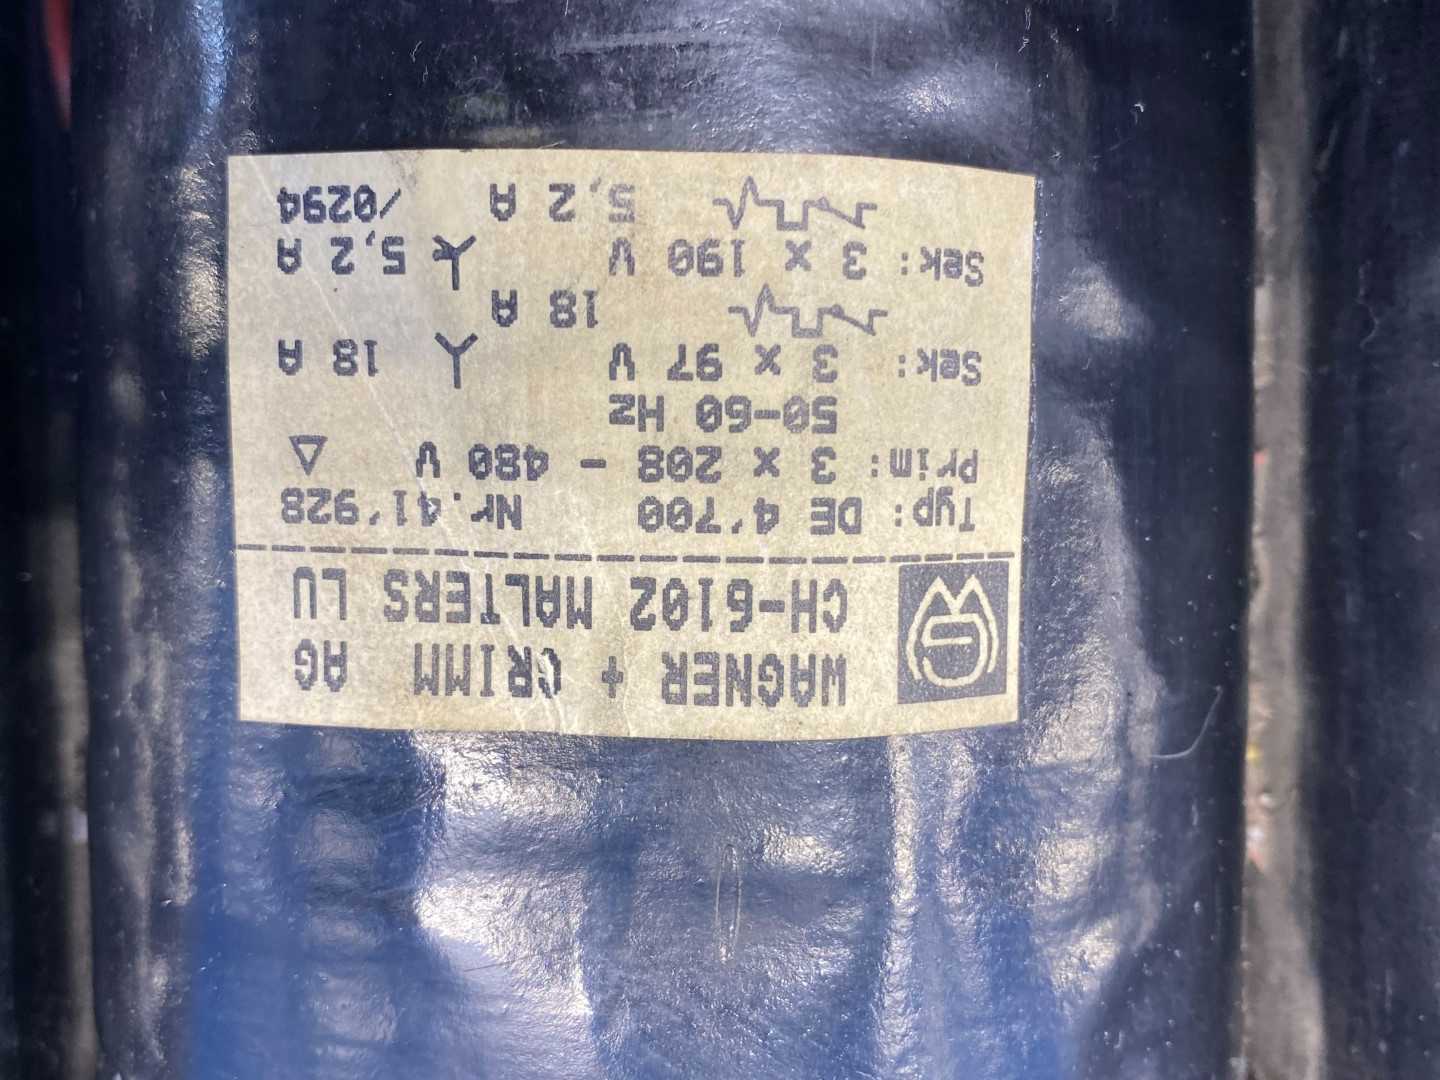 WAGNER + GRIMM AG
CH-6102 MALTERS LU
Typ: DE 4'700 Nr.41'928
Prim: 3 x 208 - 480 V △
50-60 Hz
Sek: 3 x 97 V 18 A
18 A
Sek: 3 x 190 V 5,2 A
5,2 A /0294